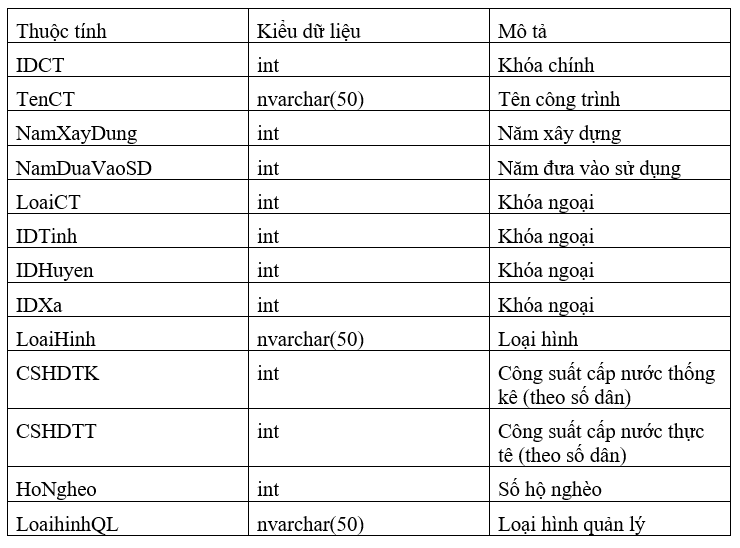 Thuộc tính Kiểu dữ liệu Mô tả
IDCT int Khóa chính
TenCT nvarchar(50) Tên công trình
NamXayDung int Năm xây dựng
NamDuaVaoSD int Năm đưa vào sử dụng
LoaiCT int Khóa ngoại
IDTinh int Khóa ngoại
IDHuyen int Khóa ngoại
IDXa int Khóa ngoại
LoaiHinh nvarchar(50) Loại hình
CSHDTK int Công suất cấp nước thống
kê (theo số dân)
CSHDTT int Công suất cấp nước thực
tê (theo số dân)
HoNgheo int Số hộ nghèo
LoaihinhQL nvarchar(50) Loại hình quản lý